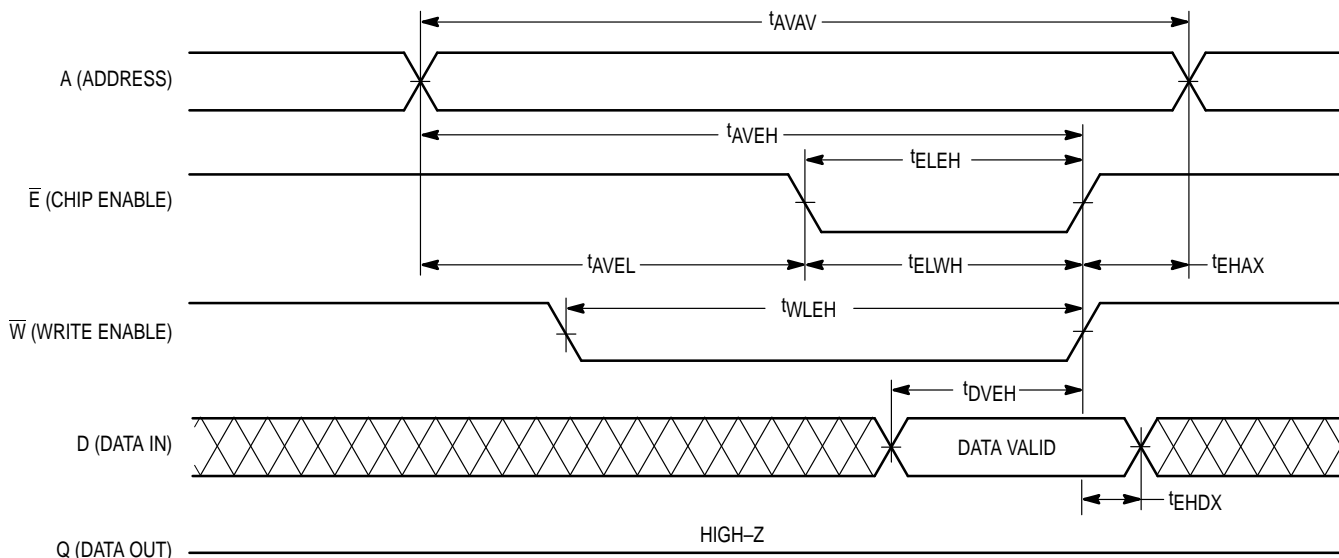 tAVAV
A (ADDRESS)
tAVEH
tELEH
E (CHIP ENABLE)
tAVEL
tELWH
tEHAX
tWLEH
W (WRITE ENABLE)
tDVEH
D (DATA IN)
DATA VALID
tEHDX
HIGH–Z
Q (DATA OUT)